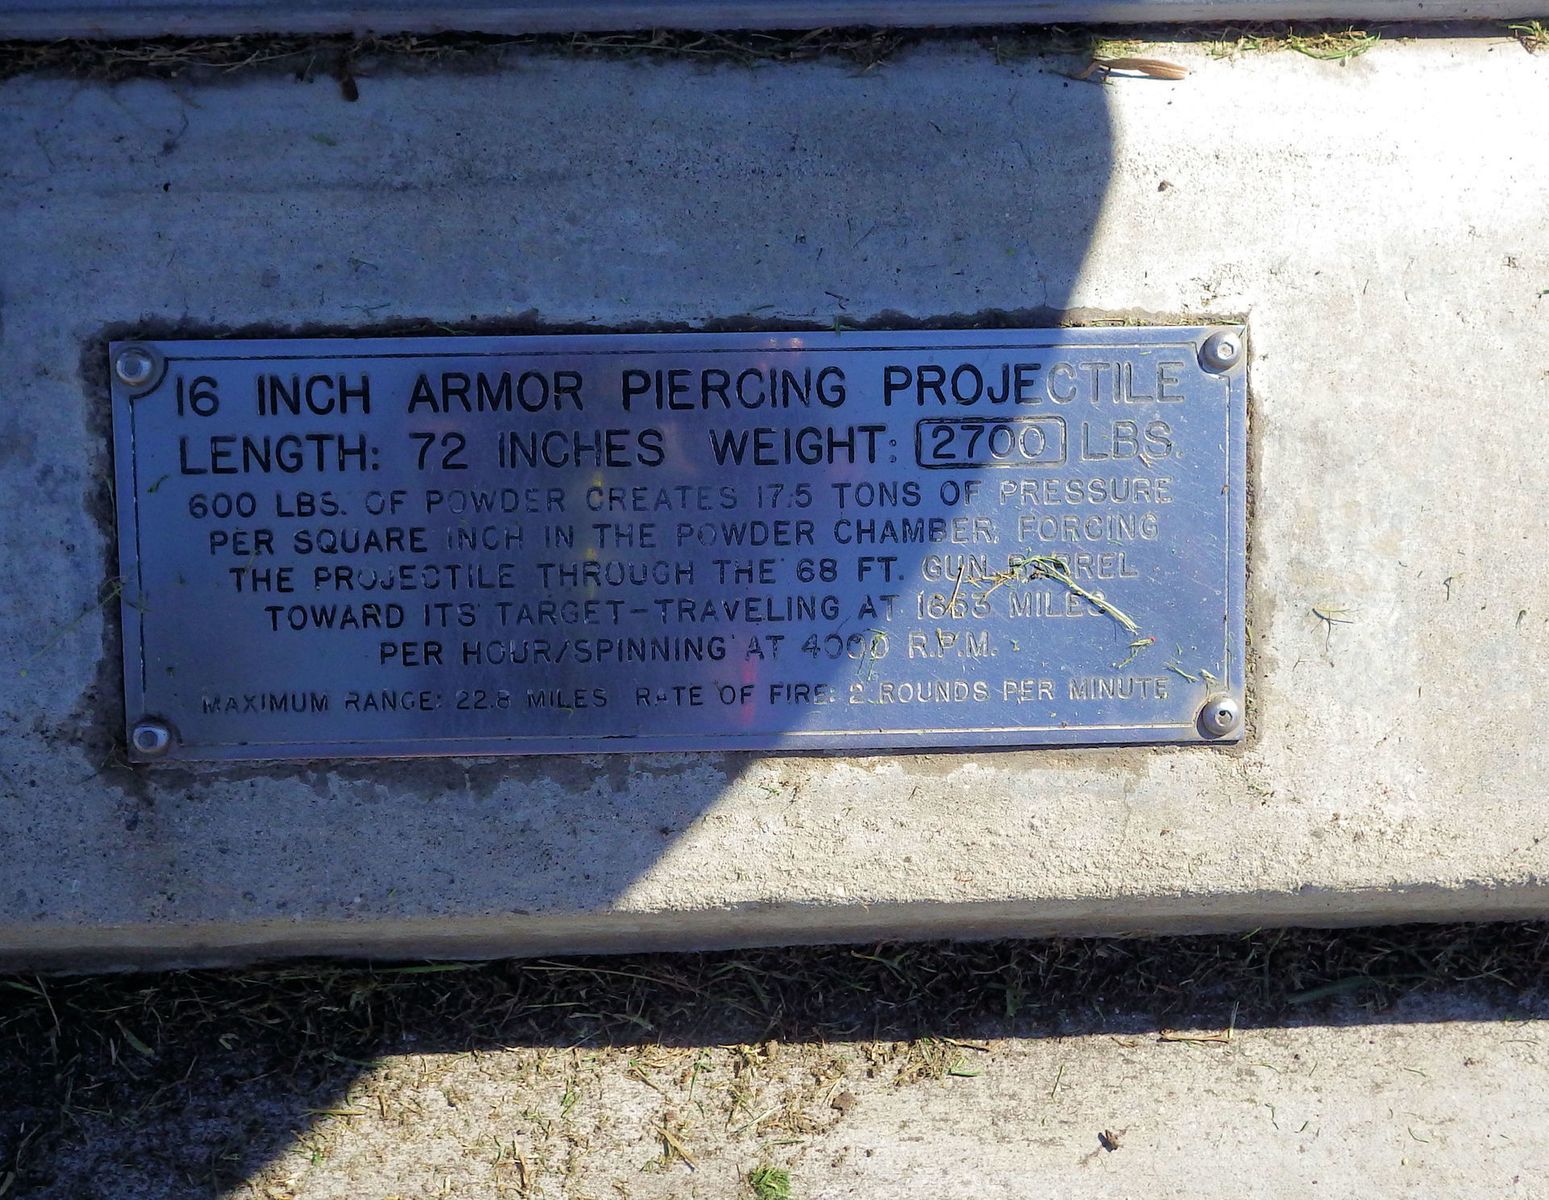 16 INCH ARMOR PIERCING PROJECTILE
LENGTH: 72 INCHES WEIGHT: 2700 LBS.
600 LBS. OF POWDER CREATES 17.5 TONS OF PRESSURE
PER SQUARE INCH IN THE POWDER CHAMBER, FORCING
THE PROJECTILE THROUGH THE 68 FT. GUN BARREL
TOWARD ITS TARGET-TRAVELING AT MILES
PER HOUR/SPINNING AT 4000 R.P.M.
MAXIMUM RANGE: 22.8 MILES RATE OF FIRE: 2 ROUNDS PER MINUTE